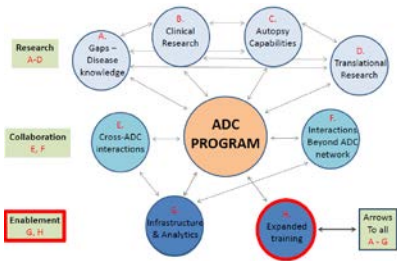 Research
A-D
A.
Gaps –
Disease
knowledge
B.
Clinical
Research
C.
Autopsy
Capabilities
D.
Translational
Research
Collaboration
E, F
E.
Cross-ADC
interactions
ADC
PROGRAM
F.
Interactions
Beyond ADC
network
Enablement
G, H
G.
Infrastructure
& Analytics
H.
Expanded
training
Arrows
To all
A - G